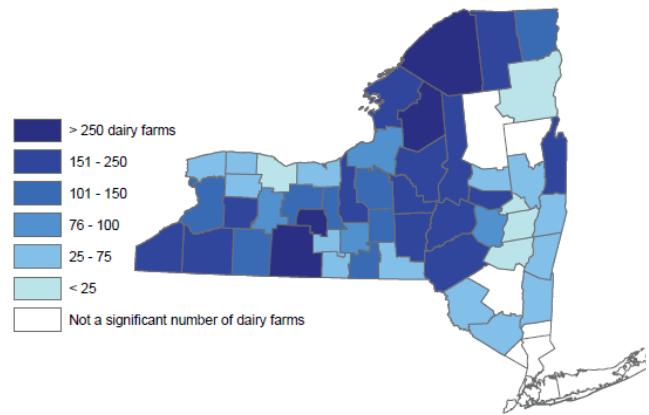 > 250 dairy farms
151 - 250
101 - 150
76 - 100
25 - 75
< 25
Not a significant number of dairy farms